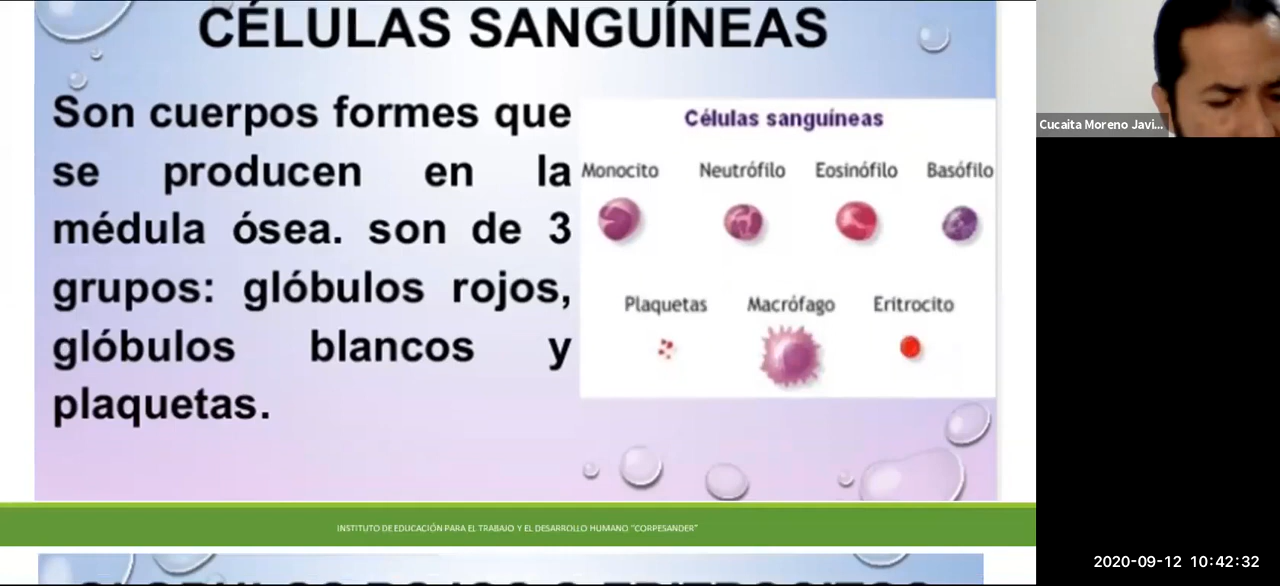 CÉLULAS SANGUÍNEAS
Son cuerpos formes que
se producen en la
médula ósea. son de 3
grupos: glóbulos rojos,
glóbulos blancos y
plaquetas.
Células sanguíneas
Monocito Neutrófilo Eosinófilo Basófilo
Plaquetas Macrófago Eritrocito
INSTITUTO DE EDUCACIÓN PARA EL TRABAJO Y EL DESARROLLO HUMANO "CORPESANDER"
Cucaita Moreno Javi...
2020-09-12 10:42:32